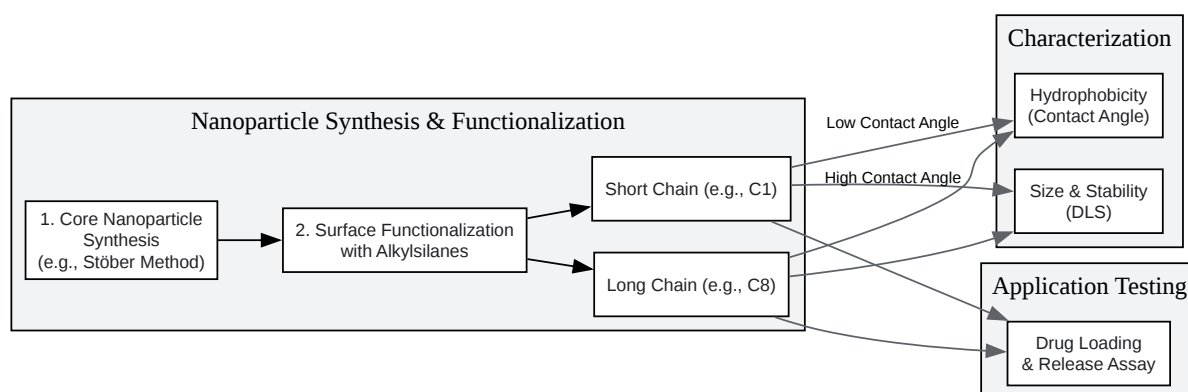 Nanoparticle Synthesis & Functionalization
1. Core Nanoparticle
Synthesis
(e.g., Stöber Method)
2. Surface Functionalization
with Alkylsilanes
Short Chain (e.g., C1)
Long Chain (e.g., C8)
Low Contact Angle
High Contact Angle
Characterization
Hydrophobicity
(Contact Angle)
Size & Stability
(DLS)
Application Testing
Drug Loading
& Release Assay